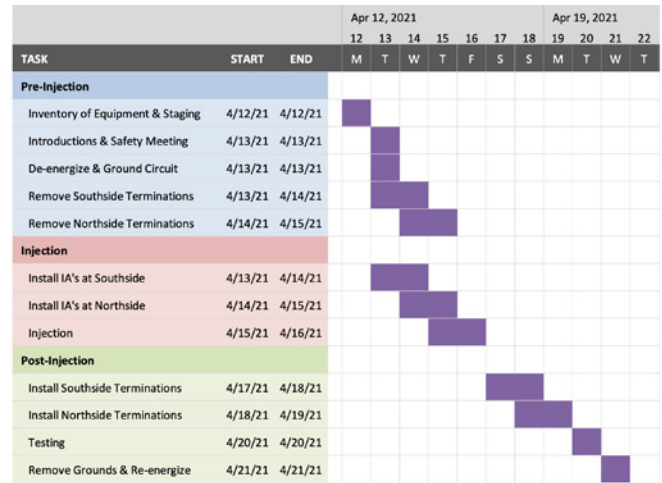 Apr 12, 2021 Apr 19, 2021
12 13 14 15 16 17 18 19 20 21 22
TASK START END M T W T F S S M T W T
Pre-Injection
Inventory of Equipment & Staging 4/12/21 4/12/21
Introductions & Safety Meeting 4/13/21 4/13/21
De-energize & Ground Circuit 4/13/21 4/13/21
Remove Southside Terminations 4/13/21 4/14/21
Remove Northside Terminations 4/14/21 4/15/21
Injection
Install IA's at Southside 4/13/21 4/14/21
Install IA's at Northside 4/14/21 4/15/21
Injection 4/15/21 4/16/21
Post-Injection
Install Southside Terminations 4/17/21 4/18/21
Install Northside Terminations 4/18/21 4/19/21
Testing 4/20/21 4/20/21
Remove Grounds & Re-energize 4/21/21 4/21/21